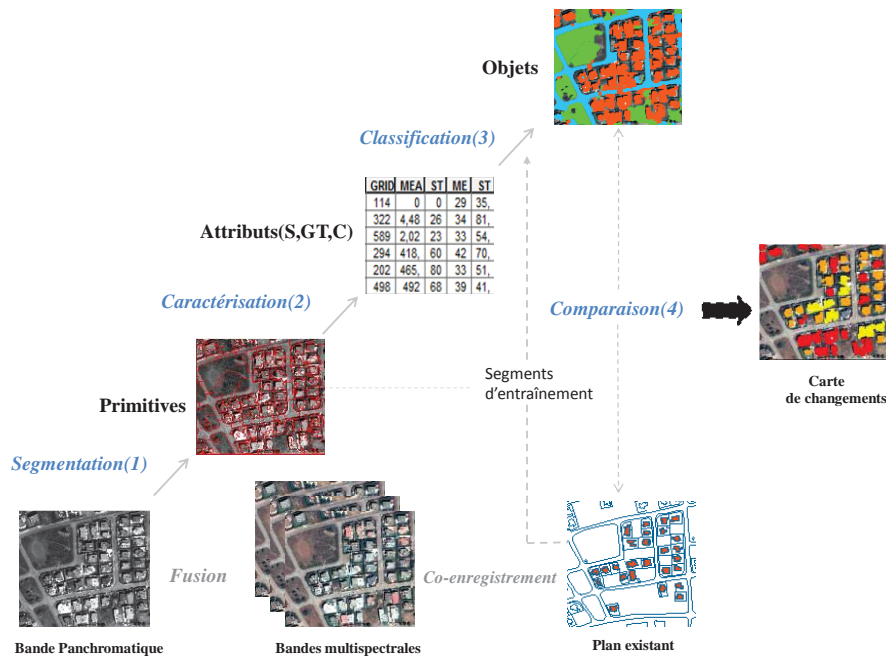 Objets
Classification(3)
GRID MEA ST ME ST
114 0 0 29 35,
322 4,48 26 34 81,
589 2,02 23 33 54,
294 418, 60 42 70,
202 465, 80 33 51,
498 492 68 39 41,
Attributs(S,GT,C)
Caractérisation(2)
Comparaison(4)
Segments
d'entraînement
Carte
de changements
Primitives
Segmentation(1)
Fusion
Co-enregistrement
Bande Panchromatique
Bandes multispectrales
Plan existant